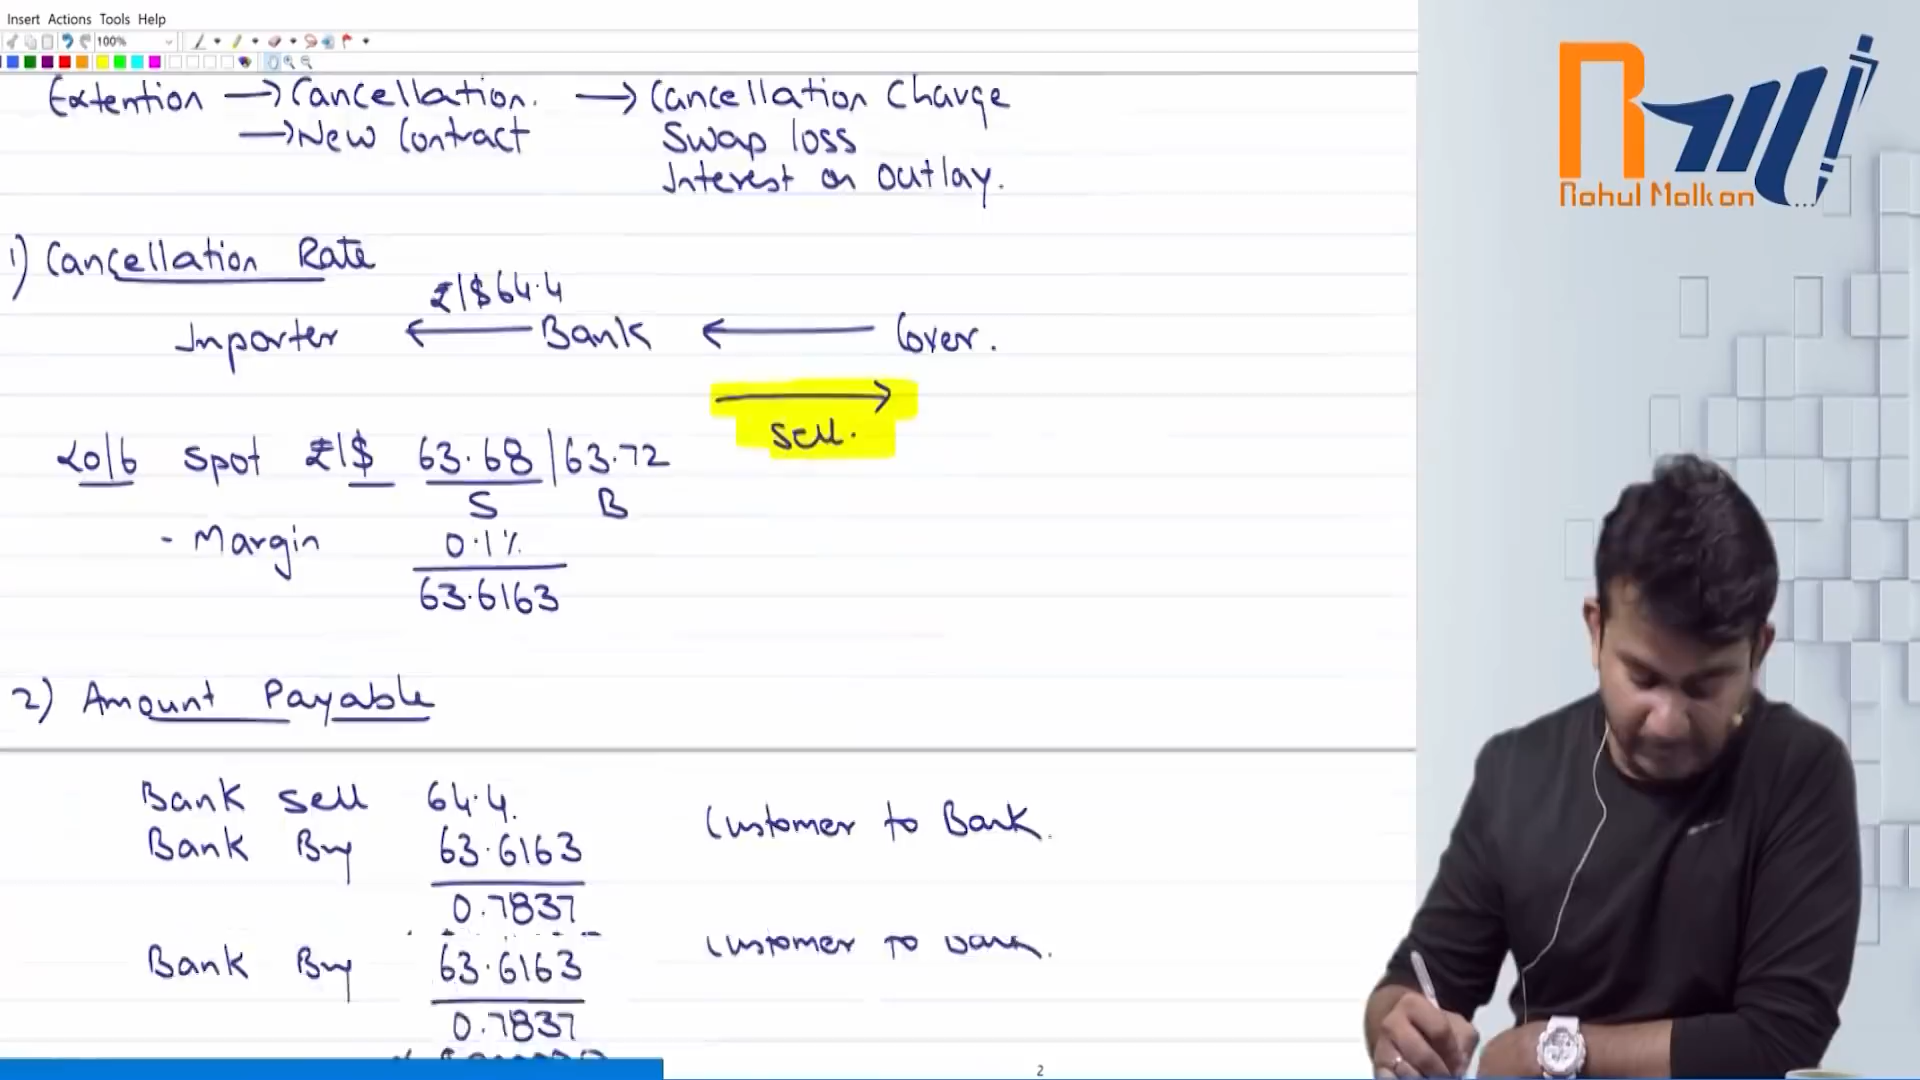 Insert Actions Tools Help
100%
Extention → Cancellation. → Cancellation Charge
→ New Contract Swap loss
Interest on outlay.
1) Cancellation Rate
₹/$ 64.4
Inporter ← Bank ← Cover.
→
Sell.
20/6 Spot ₹/$ 63.68/63.72
S B
- Margin 0.1%
63.6163
2) Amount Payable
Bank sell 64.4.
Customer to Bank.
Bank Buy 63.6163
0.7837
Customer to
Bank Buy 63.6163
0.7837
2
Rahul Malkan